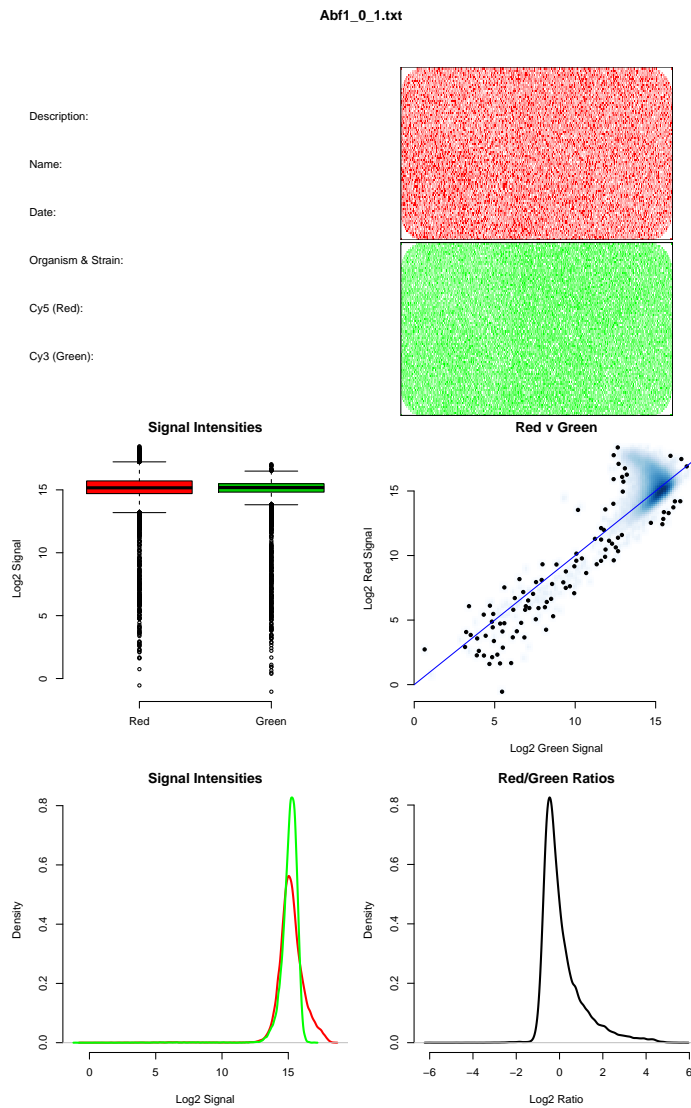 Abf1_0_1.txt
Description:
Name:
Date:
Organism & Strain:
Cy5 (Red):
Cy3 (Green):
Signal Intensities
Log2 Signal
0 5 10 15
Red Green
Red v Green
Log2 Red Signal
0 5 10 15
0 5 10 15
Log2 Green Signal
Signal Intensities
Density
0.0 0.2 0.4 0.6 0.8
0 5 10 15
Log2 Signal
Red/Green Ratios
Density
0.0 0.2 0.4 0.6 0.8
−6 −4 −2 0 2 4 6
Log2 Ratio